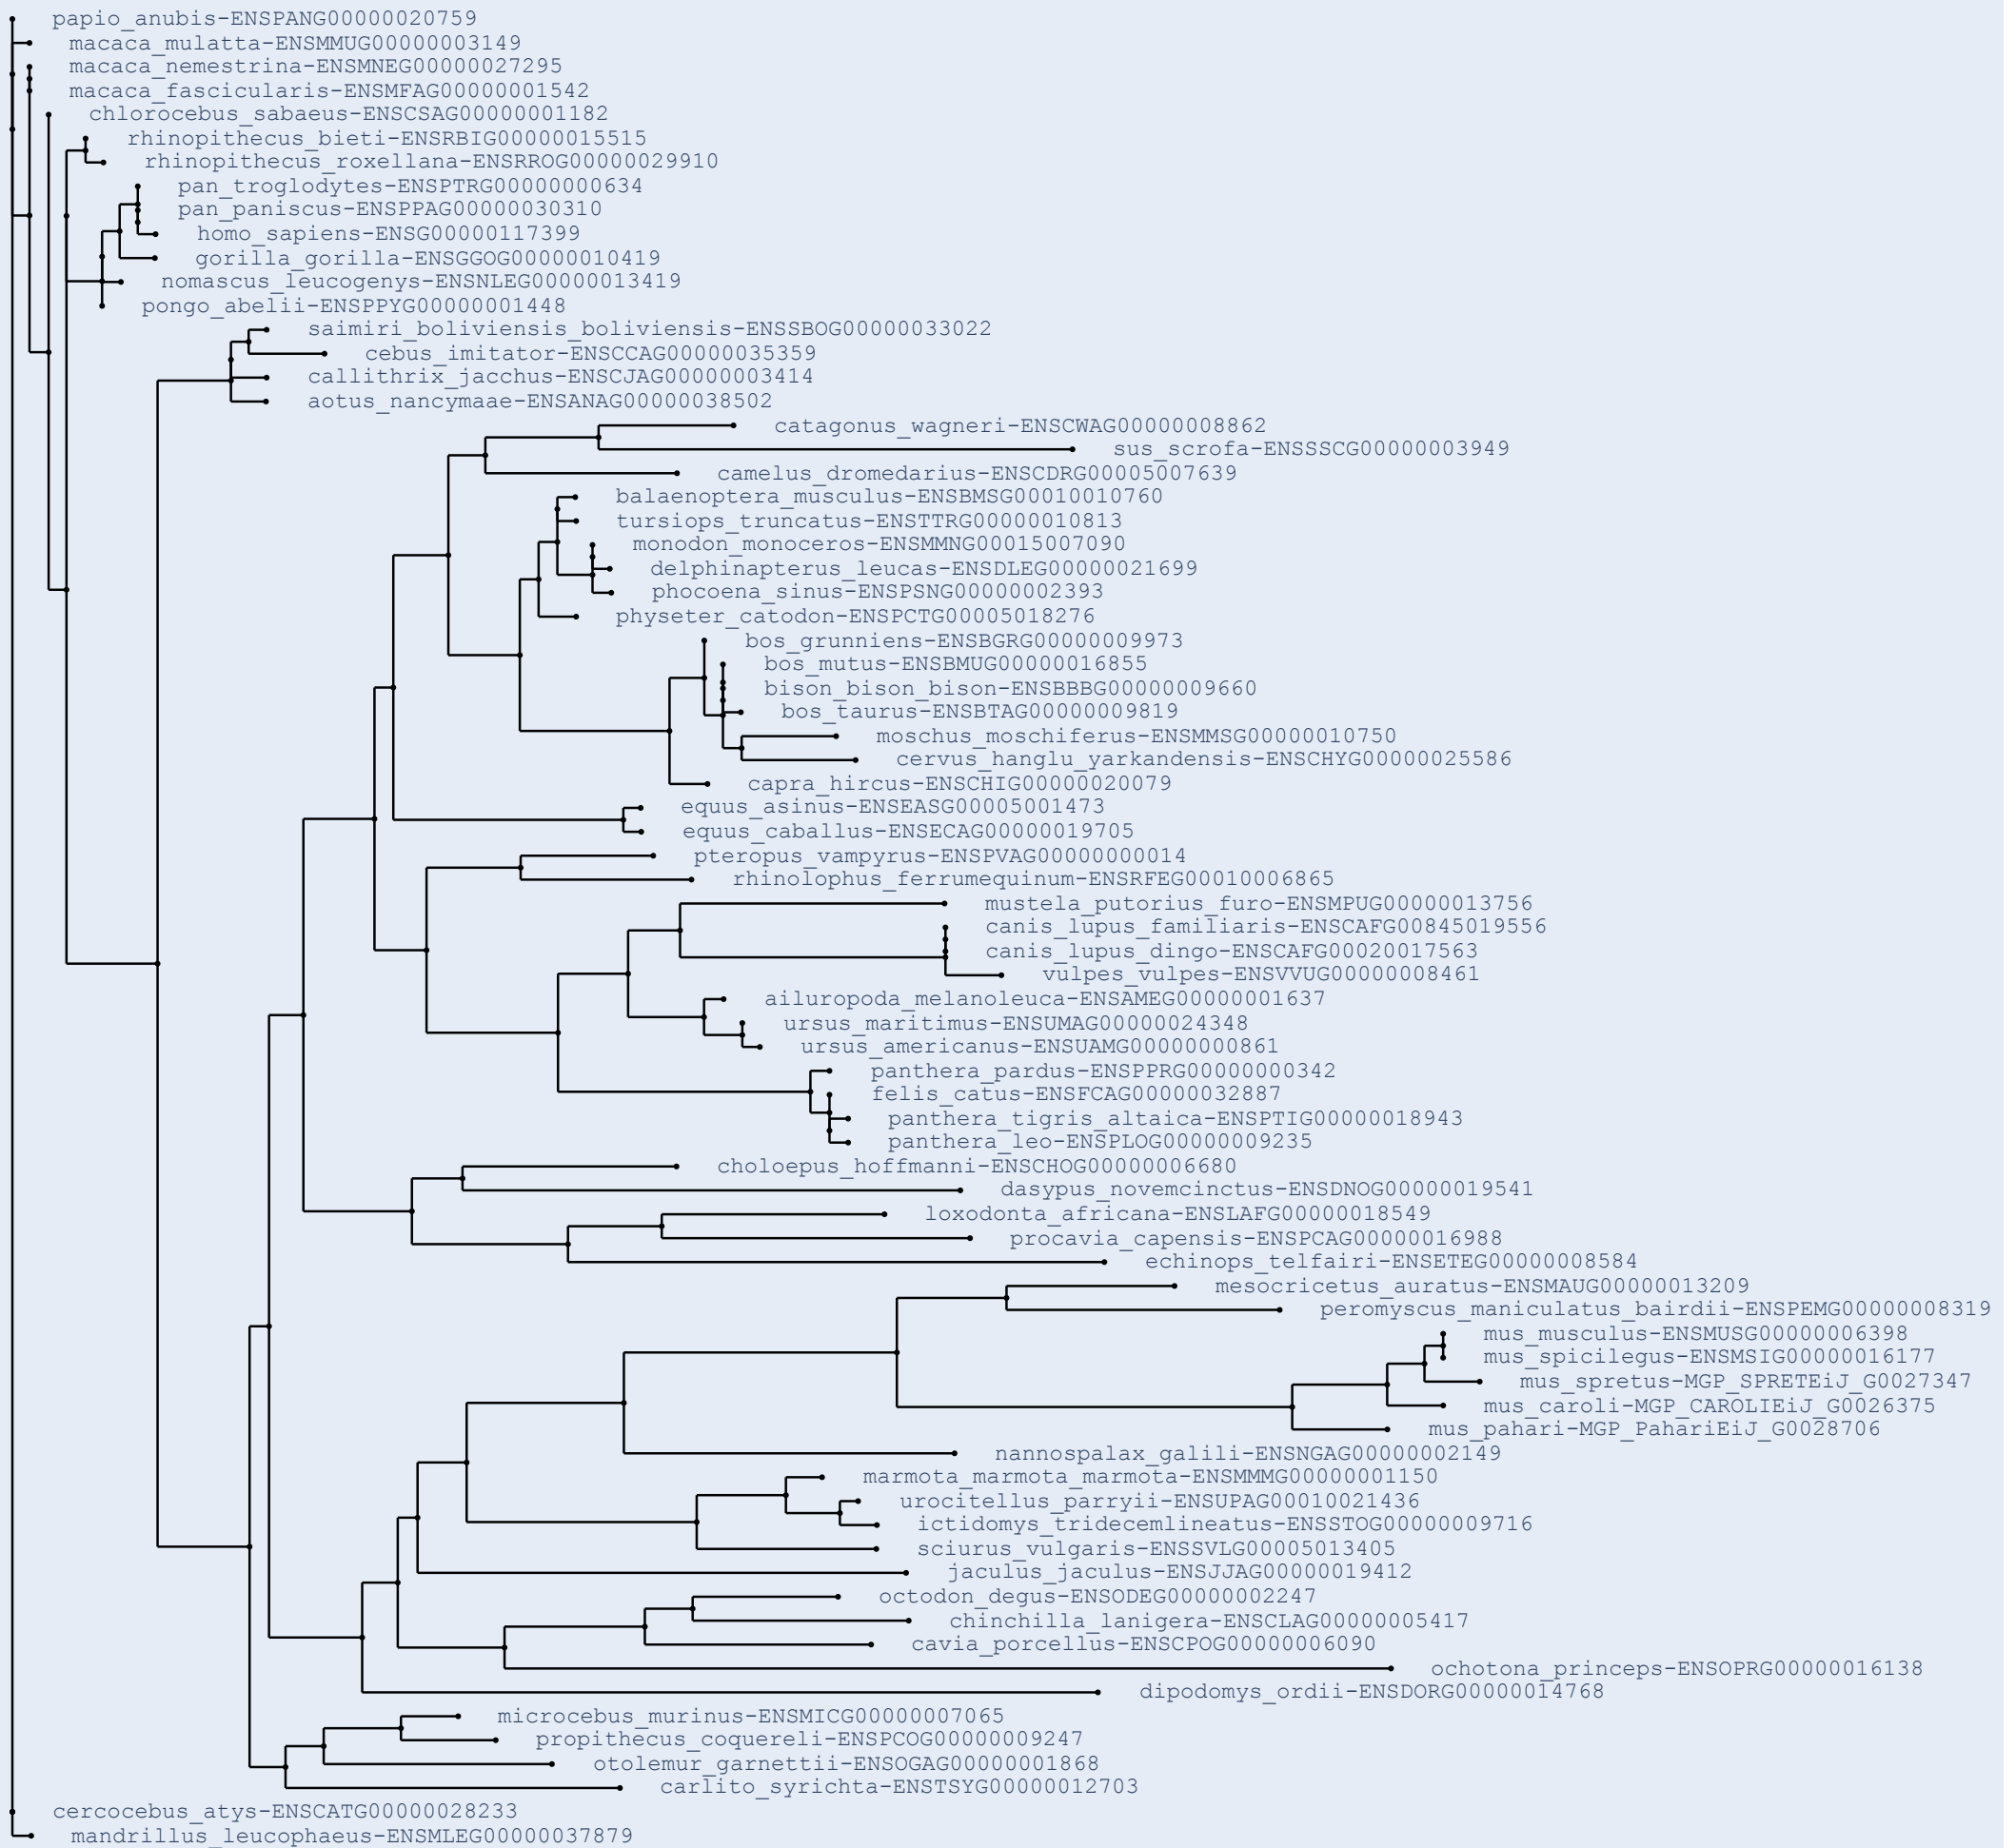 papio_anubis-ENSPANG00000020759
macaca_mulatta-ENSMMUG00000003149
macaca_nemestrina-ENSMNEG00000027295
macaca_fascicularis-ENSMFAG00000001542
chlorocebus_sabaeus-ENSCSAG00000001182
rhinopithecus_bieti-ENSRBIG00000015515
rhinopithecus_roxellana-ENSRROG00000029910
pan_troglodytes-ENSPTRG00000000634
pan_paniscus-ENSPPAG00000030310
homo_sapiens-ENSG00000117399
gorilla_gorilla-ENSGGOG00000010419
nomascus_leucogenys-ENSNLEG00000013419
pongo_abelii-ENSPPYG00000001448
saimiri_boliviensis_boliviensis-ENSSBOG00000033022
cebus_imitator-ENSCCAG00000035359
callithrix_jacchus-ENSCJAG00000003414
aotus_nancymaae-ENSANAG00000038502
catagonus_wagneri-ENSCWAG00000008862
sus_scrofa-ENSSSCG00000003949
camelus_dromedarius-ENSCDRG00005007639
balaenoptera_musculus-ENSBMSG00010010760
tursiops_truncatus-ENSTTRG00000010813
monodon_monoceros-ENSMMNG00015007090
delphinapterus_leucas-ENSDLEG00000021699
phocoena_sinus-ENSPSNG00000002393
physeter_catodon-ENSPCTG00005018276
bos_grunniens-ENSBGRG00000009973
bos_mutus-ENSBMUG00000016855
bison_bison_bison-ENSBBBG00000009660
bos_taurus-ENSBTAG00000009819
moschus_moschiferus-ENSMMSG00000010750
cervus_hanglu_yarkandensis-ENSCHYG00000025586
capra_hircus-ENSCHIG00000020079
equus_asinus-ENSEASG00005001473
equus_caballus-ENSECAG00000019705
pteropus_vampyrus-ENSPVAG00000000014
rhinolophus_ferrumequinum-ENSRFEG00010006865
mustela_putorius_furo-ENSMPUG00000013756
canis_lupus_familiaris-ENSCAFG00845019556
canis_lupus_dingo-ENSCAFG00020017563
vulpes_vulpes-ENSVVUG00000008461
ailuropoda_melanoleuca-ENSAMEG00000001637
ursus_maritimus-ENSUMAG00000024348
ursus_americanus-ENSUAMG00000000861
panthera_pardus-ENSPPRG00000000342
felis_catus-ENSFCAG00000032887
panthera_tigris_altaica-ENSPTIG00000018943
panthera_leo-ENSPLOG00000009235
choloepus_hoffmanni-ENSCHOG00000006680
dasypus_novemcinctus-ENSDNOG00000019541
loxodonta_africana-ENSLAFG00000018549
procavia_capensis-ENSPCAG00000016988
echinops_telfairi-ENSETEG00000008584
mesocricetus_auratus-ENSMAUG00000013209
peromyscus_maniculatus_bairdii-ENSPEMG00000008319
mus_musculus-ENSMUSG00000006398
mus_spicilegus-ENSMSIG00000016177
mus_spretus-MGP_SPRETEiJ_G0027347
mus_caroli-MGP_CAROLIEiJ_G0026375
mus_pahari-MGP_PahariEiJ_G0028706
nannospalax_galili-ENSNGAG00000002149
marmota_marmota_marmota-ENSMMMG00000001150
urocitellus_parryii-ENSUPAG00010021436
ictidomys_tridecemlineatus-ENSSTOG00000009716
sciurus_vulgaris-ENSSVLG00005013405
jaculus_jaculus-ENSJJAG00000019412
octodon_degus-ENSODEG00000002247
chinchilla_lanigera-ENSCLAG00000005417
cavia_porcellus-ENSCPOG00000006090
ochotona_princeps-ENSOPRG00000016138
dipodomys_ordii-ENSDORG00000014768
microcebus_murinus-ENSMICG00000007065
propithecus_coquereli-ENSPCOG00000009247
otolemur_garnettii-ENSOGAG00000001868
carlito_syrichta-ENSTSYG00000012703
cercocebus_atys-ENSCATG00000028233
mandrillus_leucophaeus-ENSMLEG00000037879